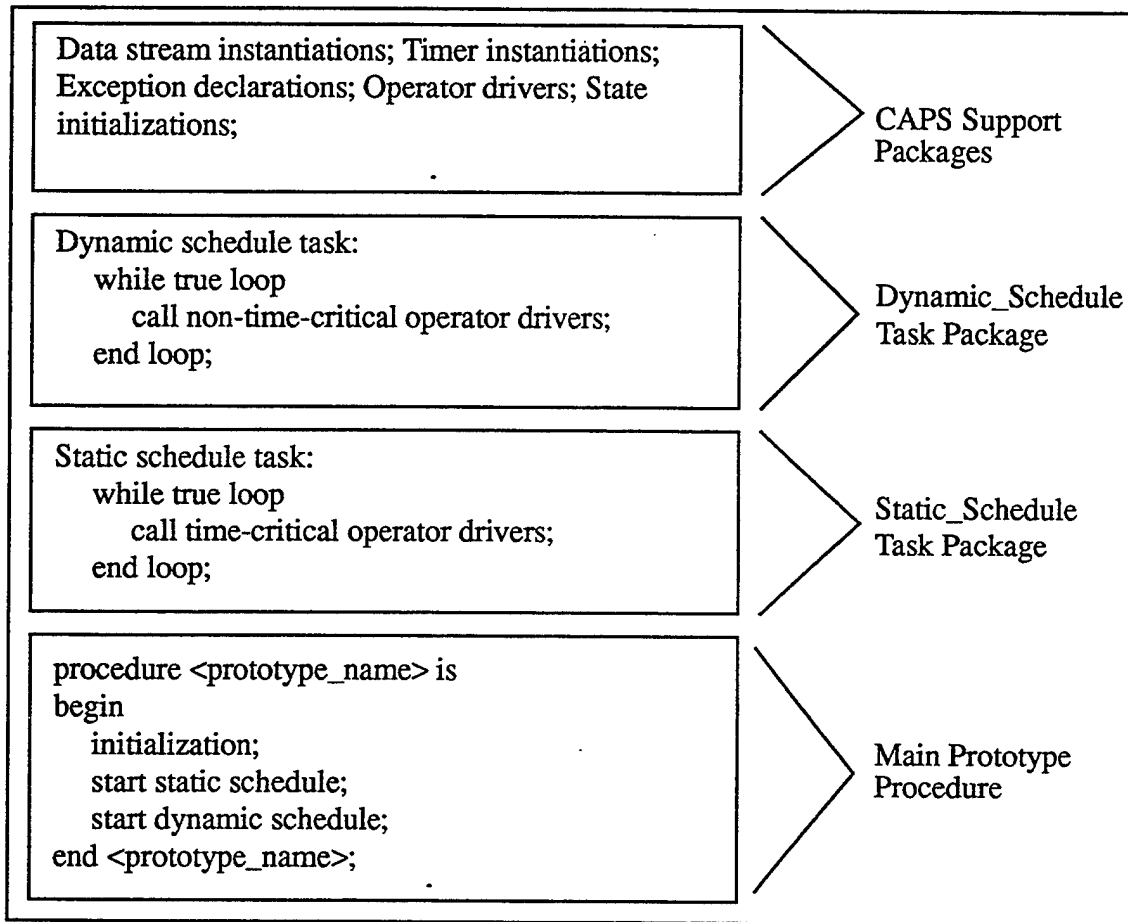 Data stream instantiations; Timer instantiations;
Exception declarations; Operator drivers; State
initializations;
CAPS Support
Packages
Dynamic schedule task:
while true loop
call non-time-critical operator drivers;
end loop;
Dynamic_Schedule
Task Package
Static schedule task:
while true loop
call time-critical operator drivers;
end loop;
Static_Schedule
Task Package
procedure <prototype_name> is
begin
initialization;
start static schedule;
start dynamic schedule;
end <prototype_name>;
Main Prototype
Procedure